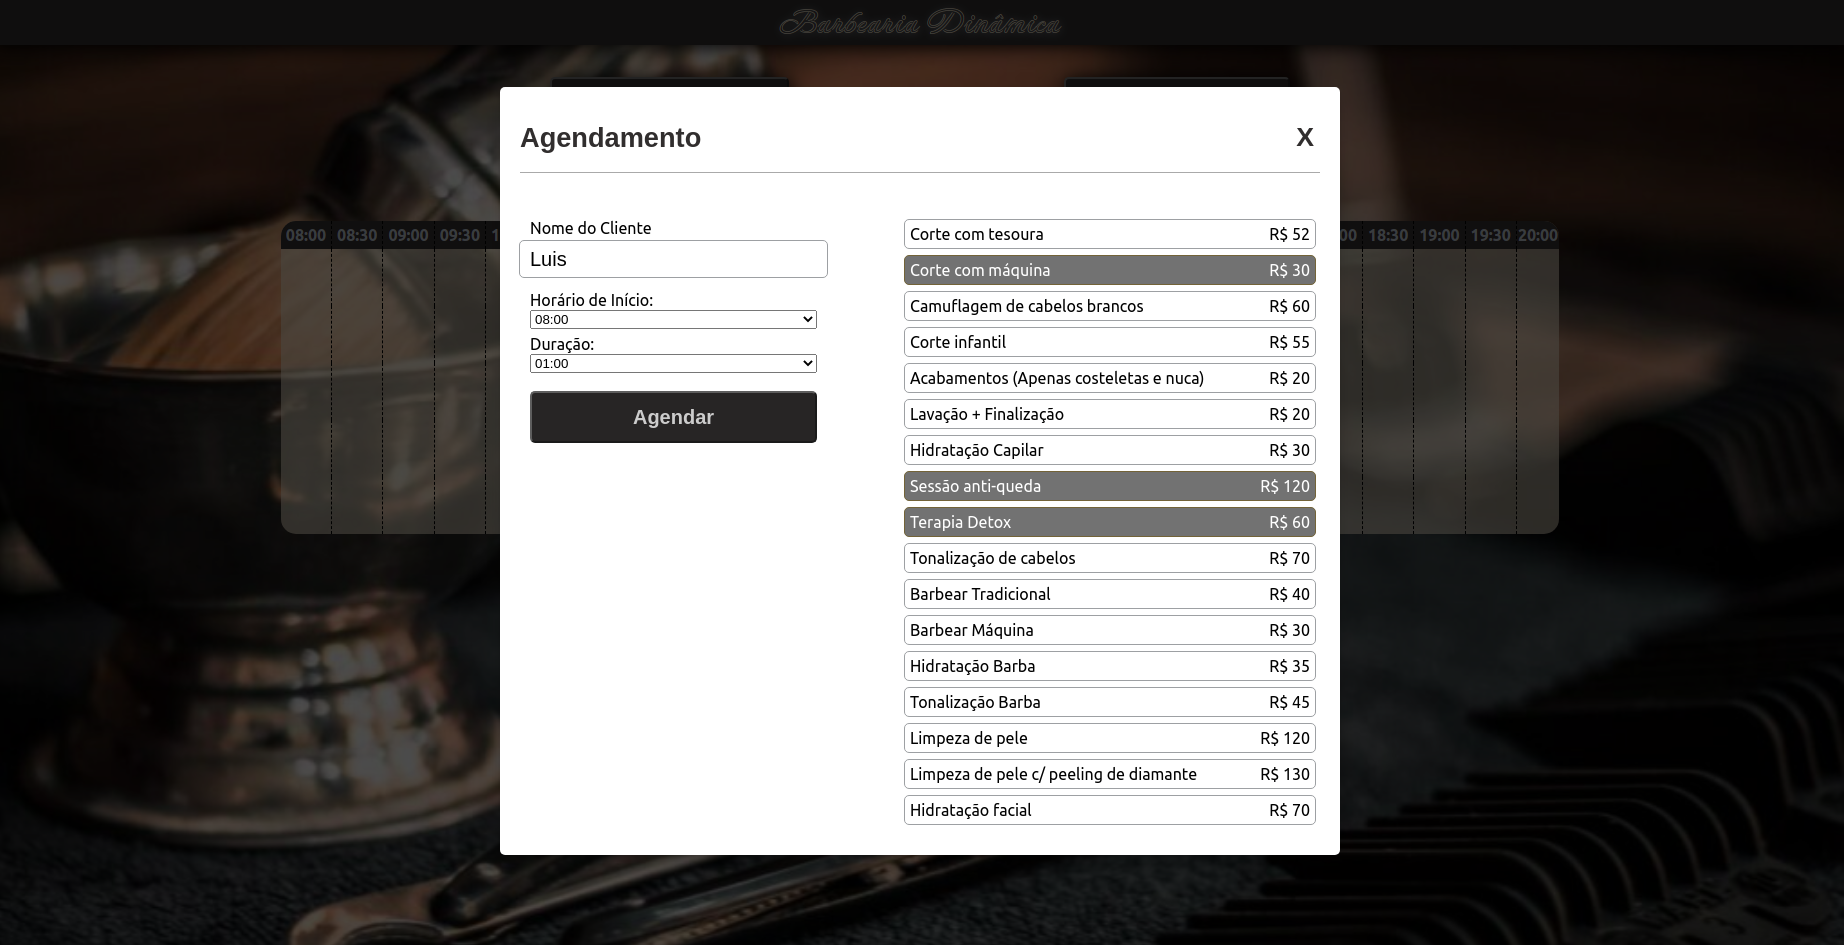 Barbearia Dinâmica
Agendamento X
08:00 08:30 09:00 09:30
18:30 19:00 19:30 20:00
Nome do Cliente
Luis
Horário de Início:
08:00
Duração:
01:00
Agendar
Corte com tesoura R$ 52
Corte com máquina R$ 30
Camuflagem de cabelos brancos R$ 60
Corte infantil R$ 55
Acabamentos (Apenas costeletas e nuca) R$ 20
Lavação + Finalização R$ 20
Hidratação Capilar R$ 30
Sessão anti-queda R$ 120
Terapia Detox R$ 60
Tonalização de cabelos R$ 70
Barbear Tradicional R$ 40
Barbear Máquina R$ 30
Hidratação Barba R$ 35
Tonalização Barba R$ 45
Limpeza de pele R$ 120
Limpeza de pele c/ peeling de diamante R$ 130
Hidratação facial R$ 70